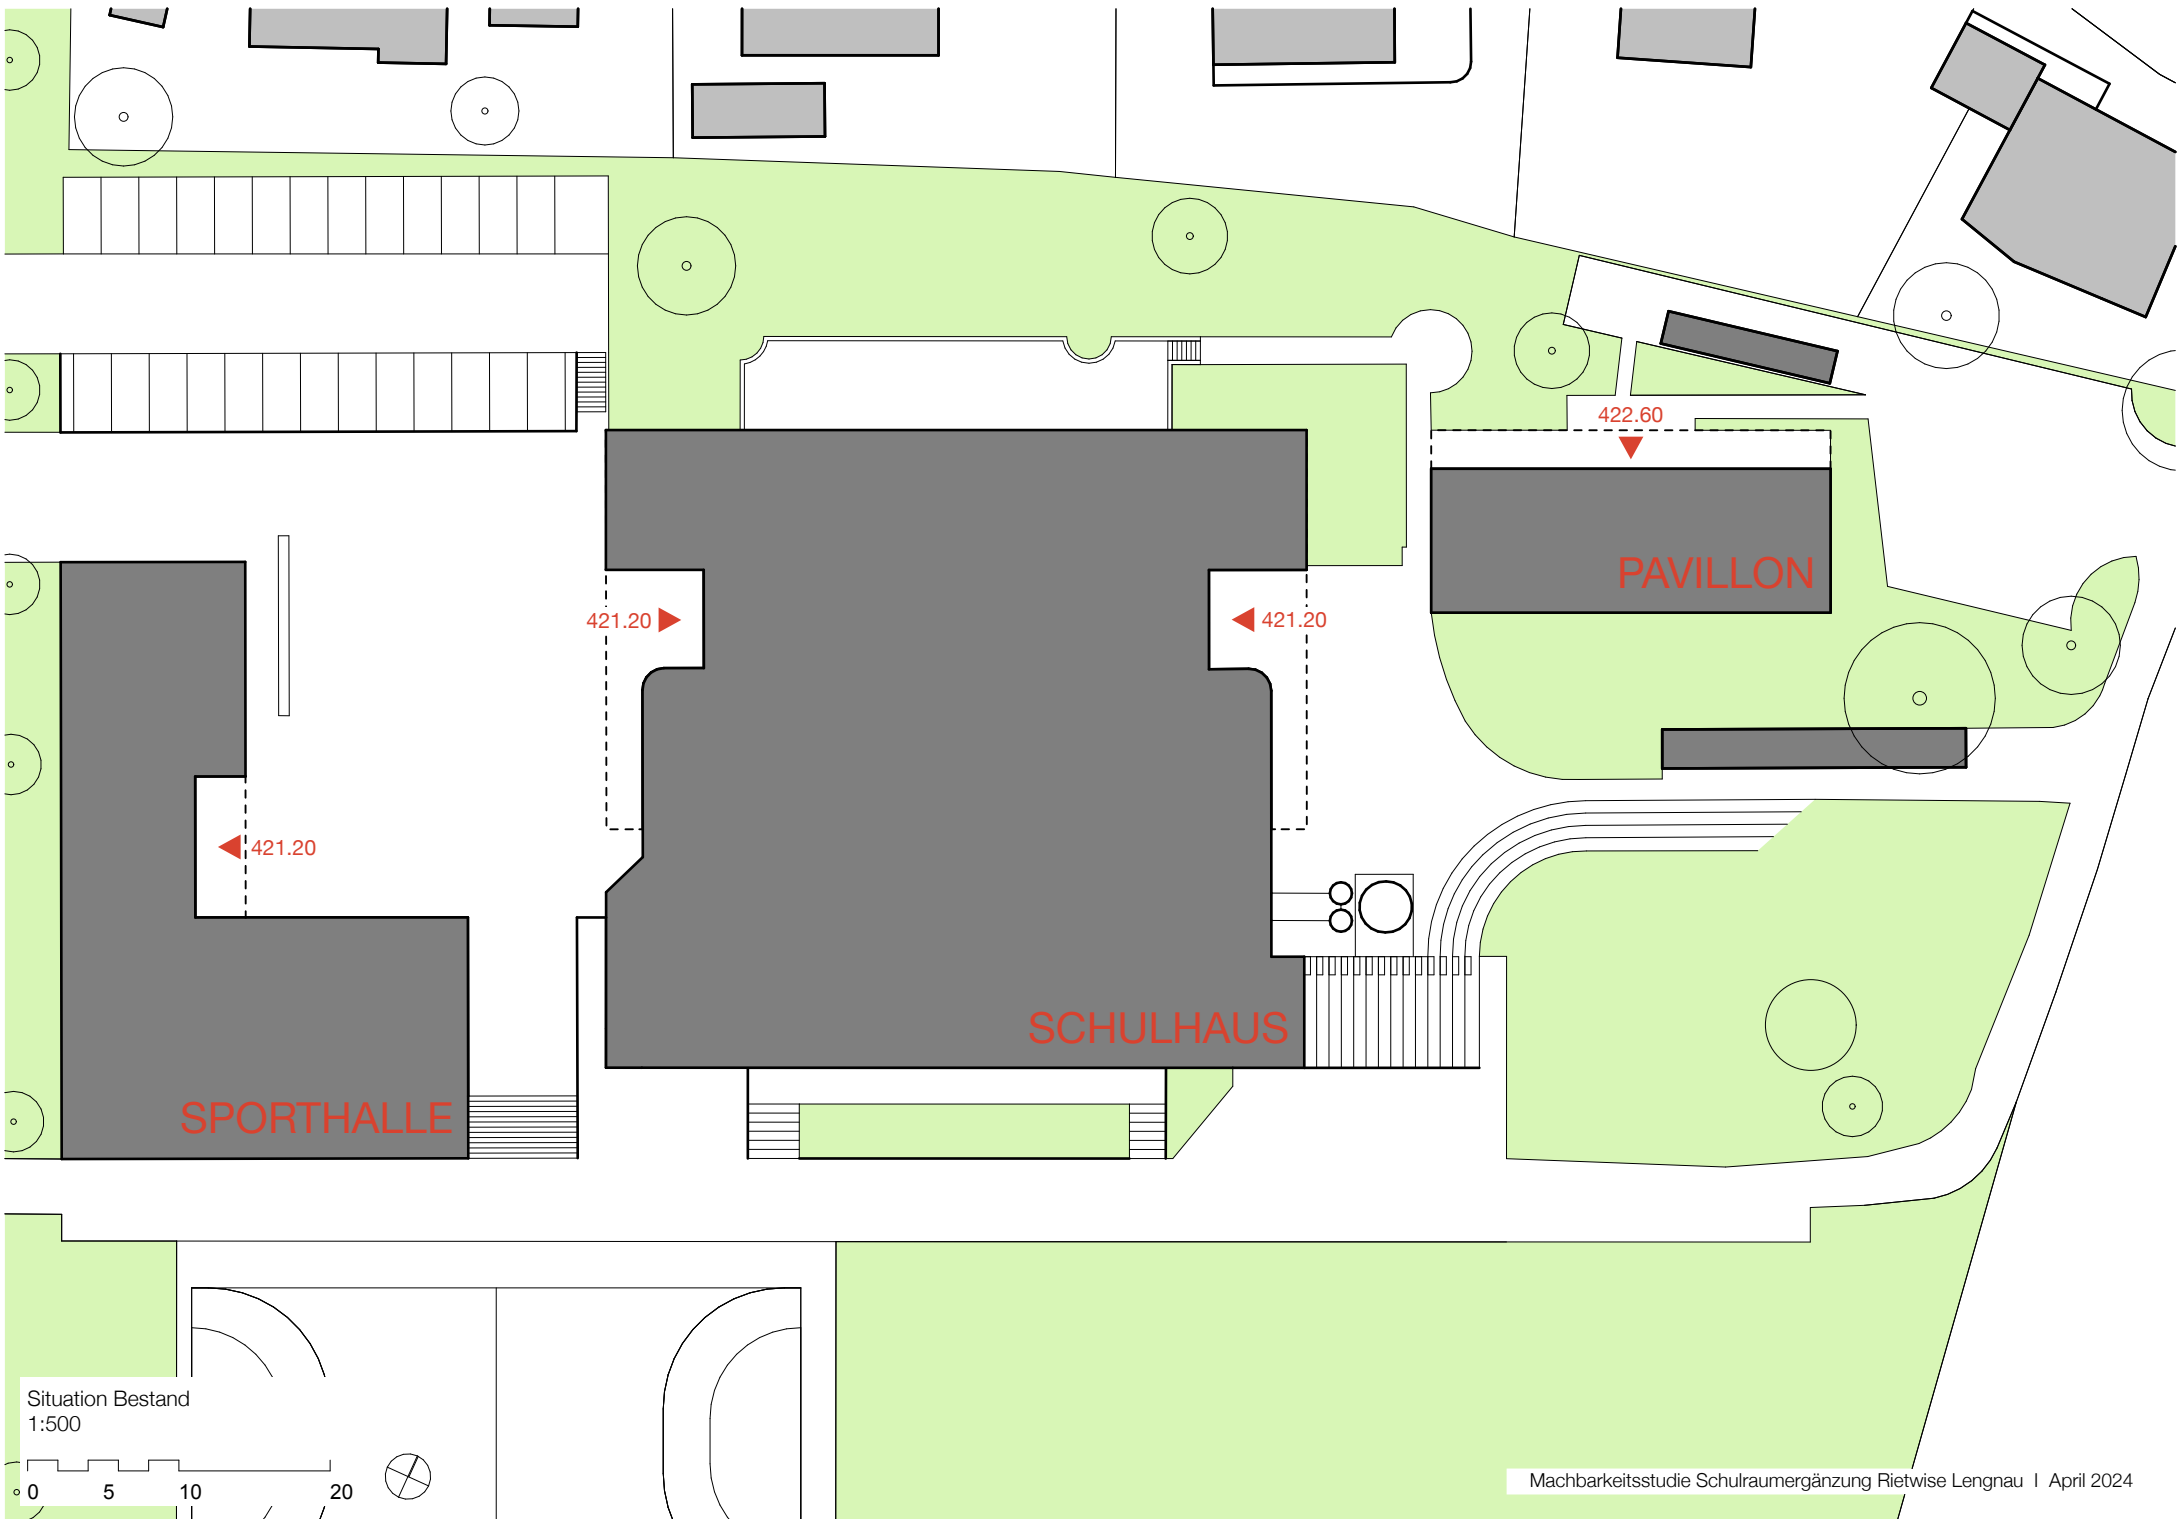 422.60
PAVILLON
421.20
421.20
421.20
SCHULHAUS
SPORTHALLE
Situation Bestand
1:500
0 5 10 20
Machbarkeitsstudie Schulraumergänzung Rietwise Lengnau I April 2024